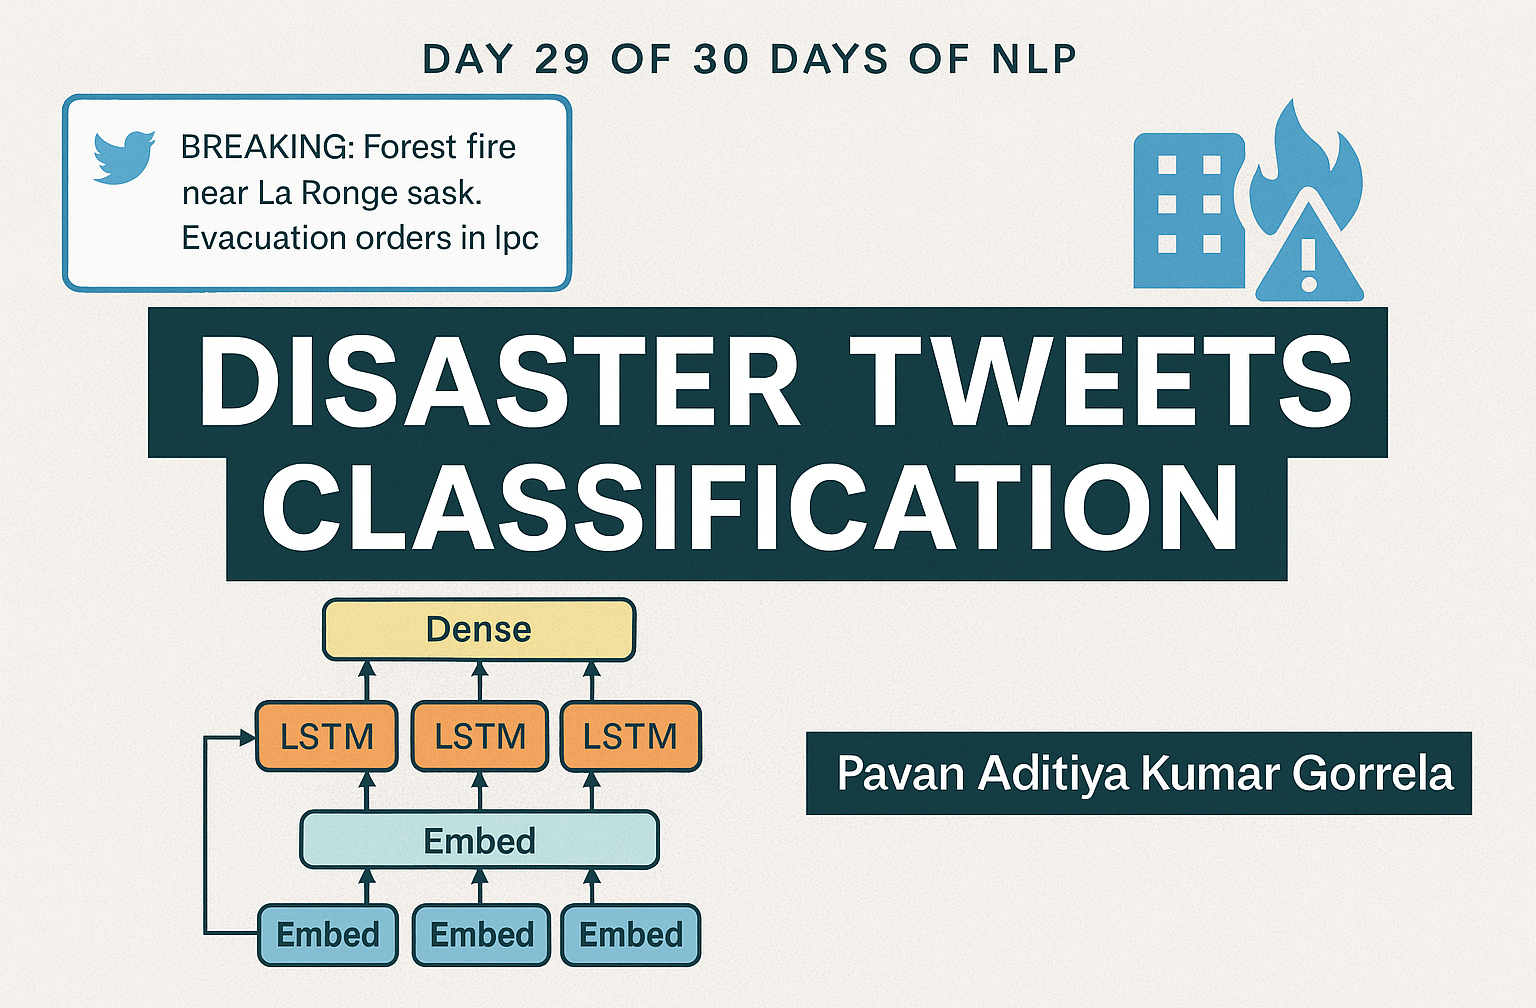 DAY 29 OF 30 DAYS OF NLP
BREAKING: Forest fire
near La Ronge sask.
Evacuation orders in lpc
DISASTER TWEETS
CLASSIFICATION
Dense
LSTM LSTM LSTM
Embed
Embed Embed Embed
Pavan Aditiya Kumar Gorrela